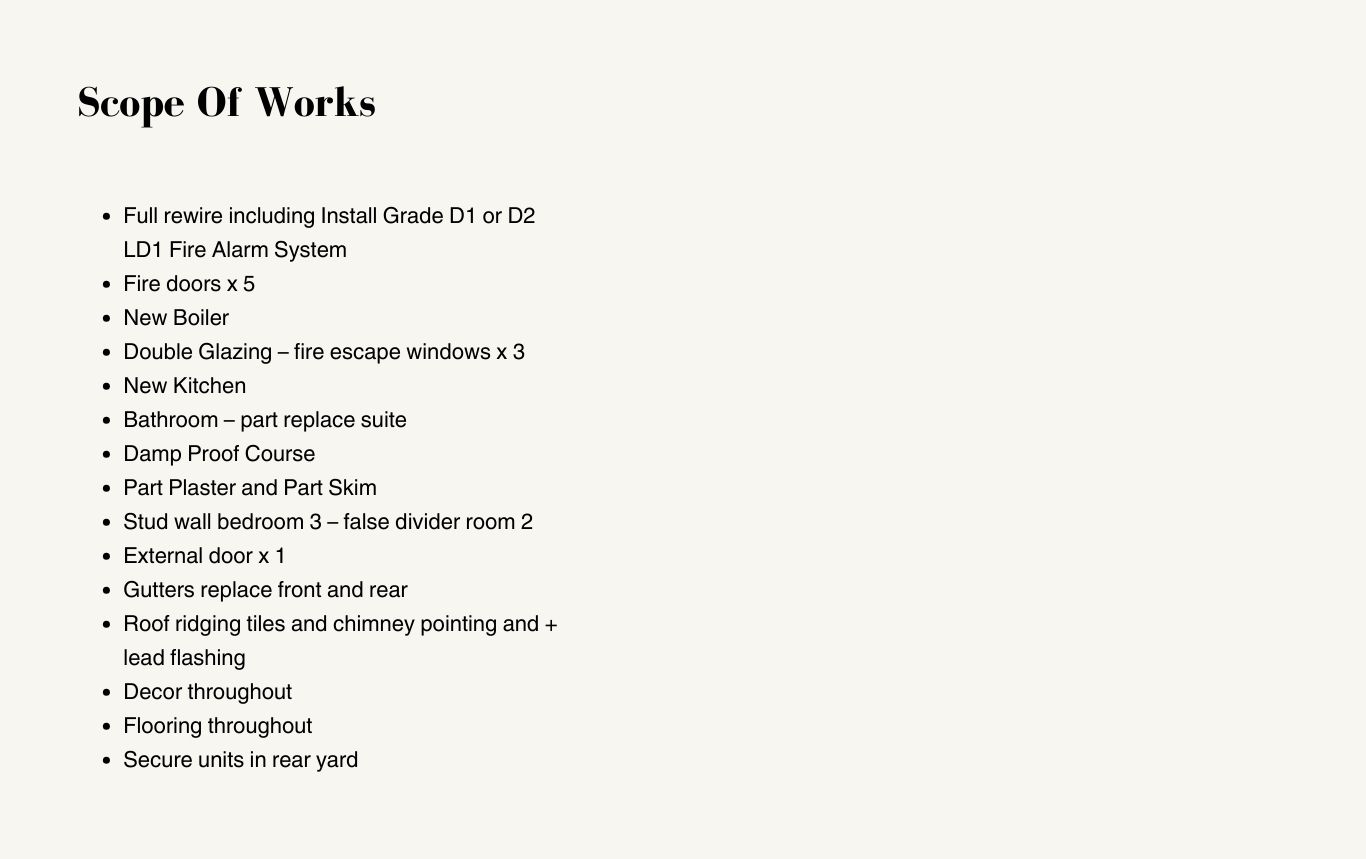 Scope Of Works
• Full rewire including Install Grade D1 or D2
LD1 Fire Alarm System
• Fire doors x 5
• New Boiler
• Double Glazing – fire escape windows x 3
• New Kitchen
• Bathroom – part replace suite
• Damp Proof Course
• Part Plaster and Part Skim
• Stud wall bedroom 3 – false divider room 2
• External door x 1
• Gutters replace front and rear
• Roof ridging tiles and chimney pointing and +
lead flashing
• Decor throughout
• Flooring throughout
• Secure units in rear yard